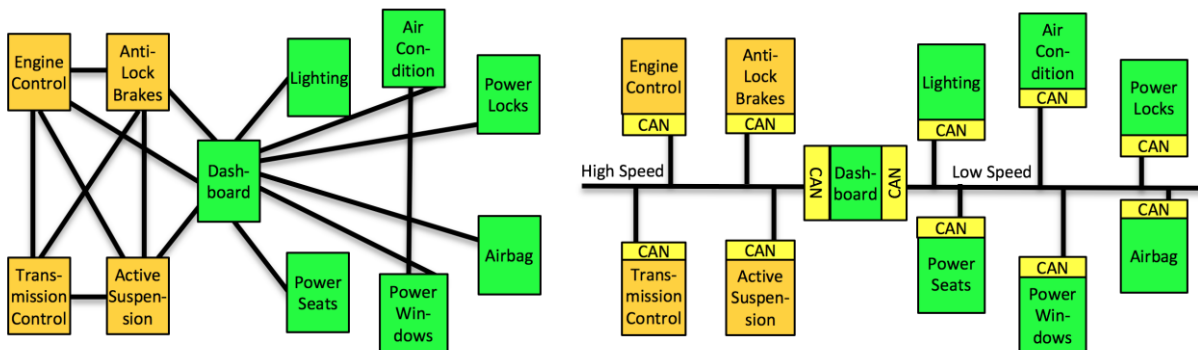 Engine
Control
Anti-
Lock
Brakes
Lighting
Air
Con-
dition
Power
Locks
Dash-
board
Airbag
Trans-
mission
Control
Active
Suspen-
sion
Power
Seats
Power
Win-
dows
Engine
Control
CAN
Anti-
Lock
Brakes
CAN
Lighting
CAN
Air
Con-
dition
CAN
Power
Locks
CAN
High Speed
CAN
Dash-
board
CAN
Low Speed
CAN
Trans-
mission
Control
CAN
Active
Suspen-
sion
CAN
Power
Seats
CAN
Power
Win-
dows
CAN
Airbag